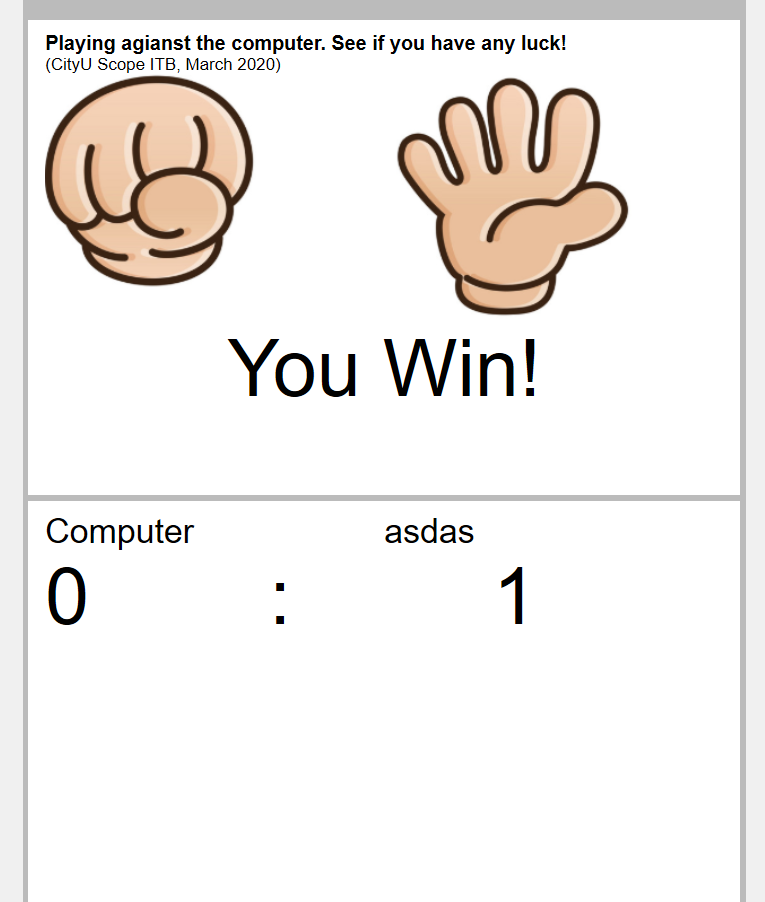 Playing agianst the computer. See if you have any luck!
(CityU Scope ITB, March 2020)
You Win!
Computer asdas
0 : 1